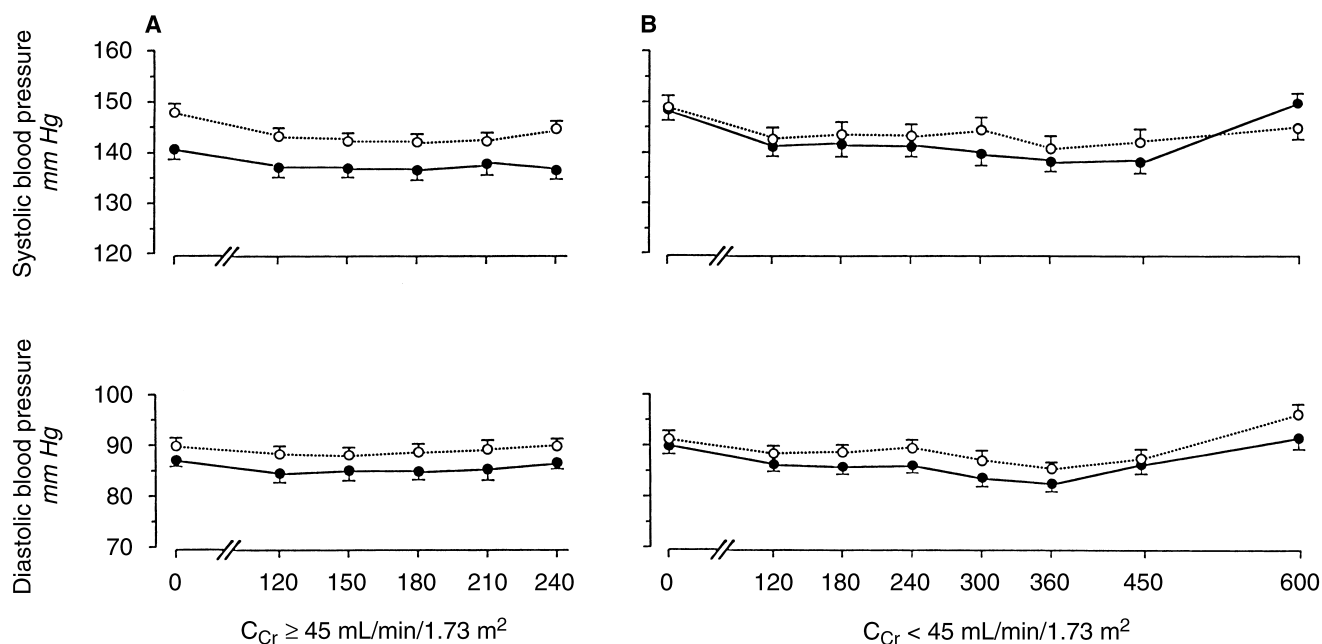 A
B
Systolic blood pressure
mm Hg
160
150
140
130
120
Diastolic blood pressure
mm Hg
100
90
80
70
0 120 150 180 210 240
0 120 180 240 300 360 450 600
C_Cr ≥ 45 mL/min/1.73 m²
C_Cr < 45 mL/min/1.73 m²